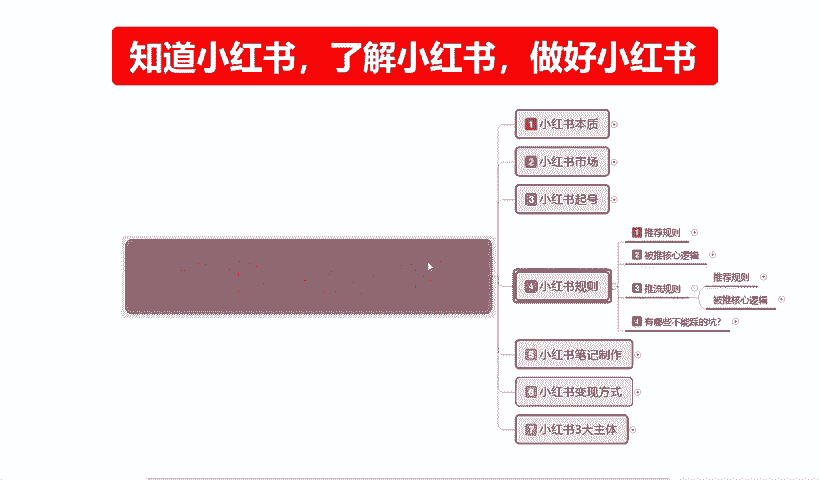 知道小红书，了解小红书，做好小红书
1 小红书本质
2 小红书市场
3 小红书起号
4 小红书规则
1 推荐规则
2 被推核心逻辑
3 推流规则
推荐规则
被推核心逻辑
4 有哪些不能踩的坑？
5 小红书笔记制作
6 小红书变现方式
7 小红书3大主体